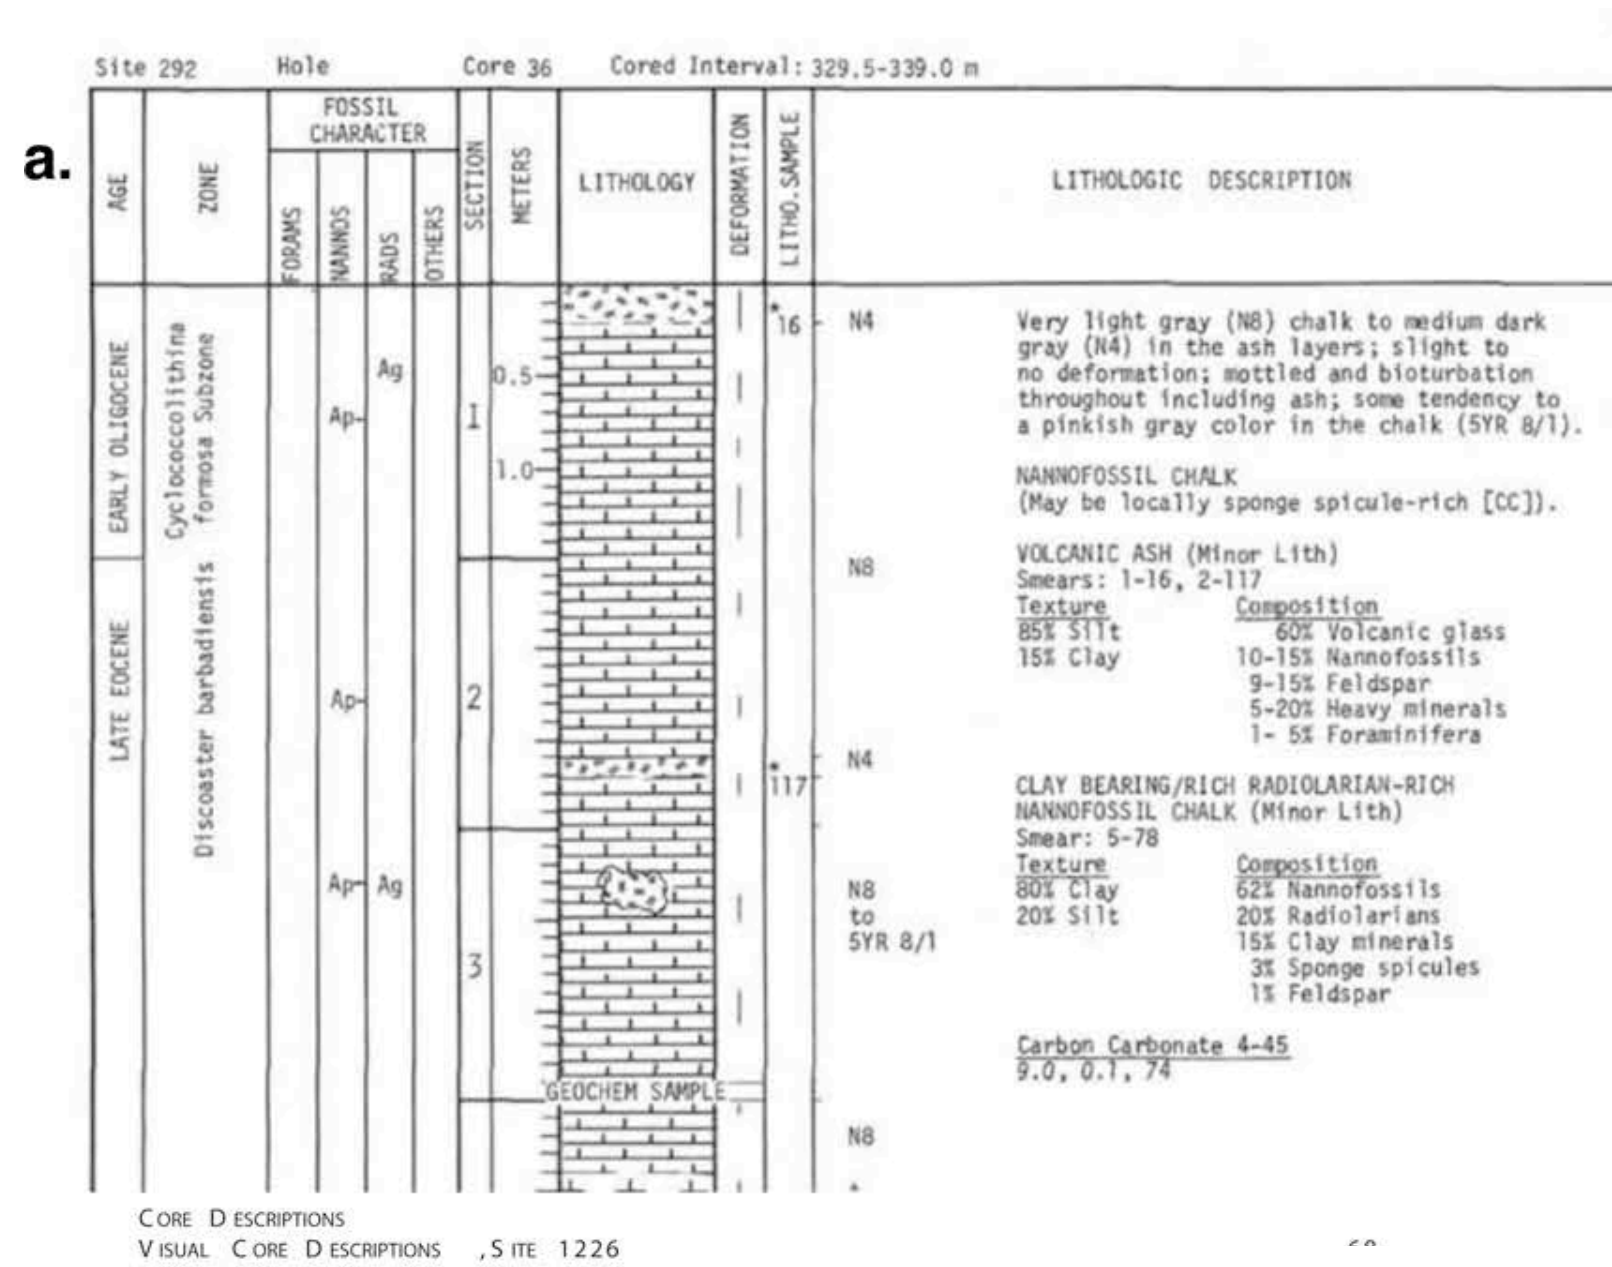 Site 292 Hole Core 36 Cored Interval: 329.5-339.0 m
a.
AGE
ZONE
FOSSIL
CHARACTER
FORAMS
NANNOS
RADS
OTHERS
SECTION
METERS
LITHOLOGY
DEFORMATION
LITHO.SAMPLE
LITHOLOGIC DESCRIPTION
EARLY OLIGOCENE
LATE EOCENE
Cyclococcolithina
formosa Subzone
Discoaster barbadiensis
Ag
Ap
Ap
Ap Ag
1
2
3
0.5
1.0
GEOCHEM SAMPLE
*
16
*
117
N4
N8
N4
N8
to
5YR 8/1
N8
Very light gray (N8) chalk to medium dark
gray (N4) in the ash layers; slight to
no deformation; mottled and bioturbation
throughout including ash; some tendency to
a pinkish gray color in the chalk (5YR 8/1).
NANNOFOSSIL CHALK
(May be locally sponge spicule-rich [CC]).
VOLCANIC ASH (Minor Lith)
Smears: 1-16, 2-117
Texture Composition
85% Silt 60% Volcanic glass
15% Clay 10-15% Nannofossils
9-15% Feldspar
5-20% Heavy minerals
1- 5% Foraminifera
CLAY BEARING/RICH RADIOLARIAN-RICH
NANNOFOSSIL CHALK (Minor Lith)
Smear: 5-78
Texture Composition
80% Clay 62% Nannofossils
20% Silt 20% Radiolarians
15% Clay minerals
3% Sponge spicules
1% Feldspar
Carbon Carbonate 4-45
9.0, 0.1, 74
CORE DESCRIPTIONS
VISUAL CORE DESCRIPTIONS , SITE 1226